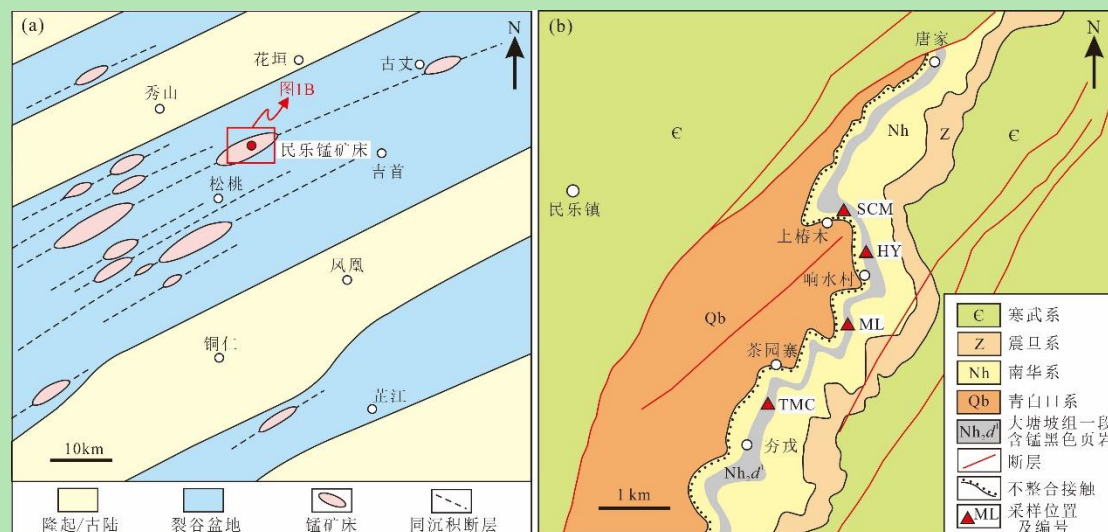 (a)
N
花垣
古丈
秀山
图1B
民乐锰矿床
吉首
松桃
凤凰
铜仁
芷江
10km
隆起/古陆
裂谷盆地
锰矿床
同沉积断层
(b)
N
唐家
Є
Nh
Z
Є
民乐镇
SCM
上椿木
HY
响水村
Qb
ML
茶园寨
TMC
夯戎
Nh₂d¹
1 km
Є 寒武系
Z 震旦系
Nh 南华系
Qb 青白口系
Nh₂d¹ 大塘坡组一段
含锰黑色页岩
断层
不整合接触
ML 采样位置
及编号